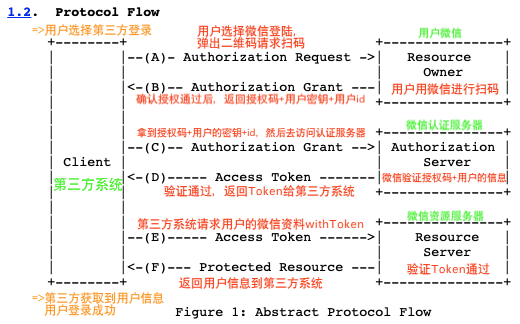 1.2. Protocol Flow
=>用户选择第三方登录
用户选择微信登陆,
弹出二维码请求扫码
用户微信
+--------+                               +---------------+
|        |--(A)- Authorization Request ->|   Resource    |
|        |                               |     Owner     |
|        |<-(B)-- Authorization Grant ---|               |
用户用微信进行扫码
确认授权通过后，返回授权码+用户密钥+用户id
+---------------+
微信认证服务器
拿到授权码+用户的密钥+id，然后去访问认证服务器
+---------------+
|        |--(C)-- Authorization Grant -->| Authorization |
| Client |                               |     Server    |
第三方系统
|        |<-(D)----- Access Token -------|               |
微信验证授权码+用户的信息
验证通过，返回Token给第三方系统
+---------------+
微信资源服务器
第三方系统请求用户的微信资料withToken
+---------------+
|        |--(E)----- Access Token ------>|    Resource   |
|        |                               |     Server    |
|        |<-(F)--- Protected Resource ---|               |
验证Token通过
返回用户信息到第三方系统
+--------+                               +---------------+
=>第三方获取到用户信息
用户登录成功
Figure 1: Abstract Protocol Flow